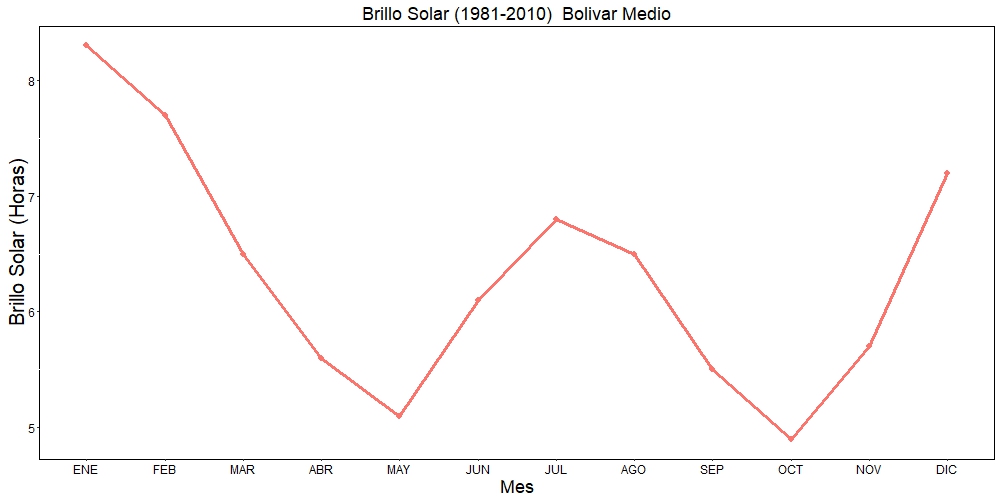 Brillo Solar (1981-2010)  Bolivar Medio
Brillo Solar (Horas)
8
7
6
5
ENE FEB MAR ABR MAY JUN JUL AGO SEP OCT NOV DIC
Mes